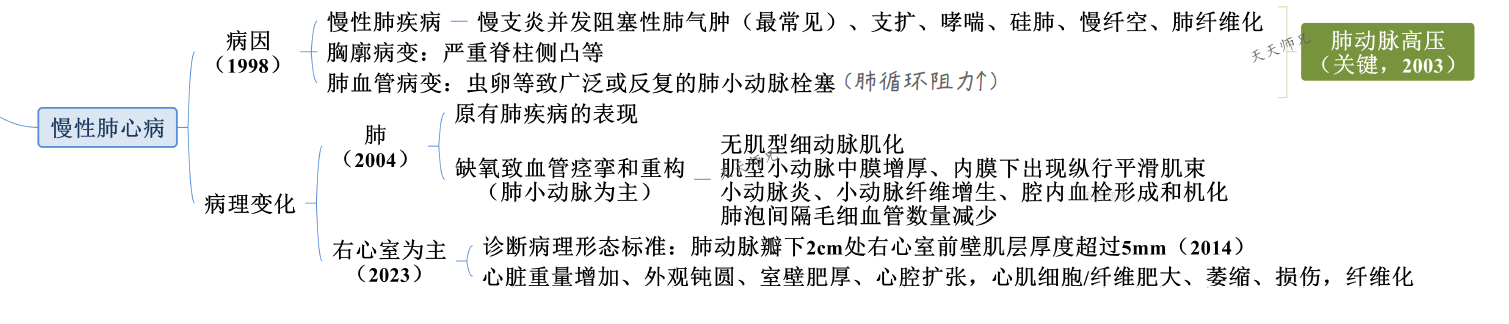 慢性肺心病
病因
（1998）
慢性肺疾病
慢支炎并发阻塞性肺气肿（最常见）、支扩、哮喘、硅肺、慢纤空、肺纤维化
胸廓病变：严重脊柱侧凸等
肺血管病变：虫卵等致广泛或反复的肺小动脉栓塞（肺循环阻力↑）
天天师兄
肺动脉高压
（关键，2003）
病理变化
肺
（2004）
原有肺疾病的表现
缺氧致血管痉挛和重构
（肺小动脉为主）
天天师兄
无肌型细动脉肌化
肌型小动脉中膜增厚、内膜下出现纵行平滑肌束
小动脉炎、小动脉纤维增生、腔内血栓形成和机化
肺泡间隔毛细血管数量减少
右心室为主
（2023）
诊断病理形态标准：肺动脉瓣下2cm处右心室前壁肌层厚度超过5mm（2014）
心脏重量增加、外观钝圆、室壁肥厚、心腔扩张，心肌细胞/纤维肥大、萎缩、损伤，纤维化